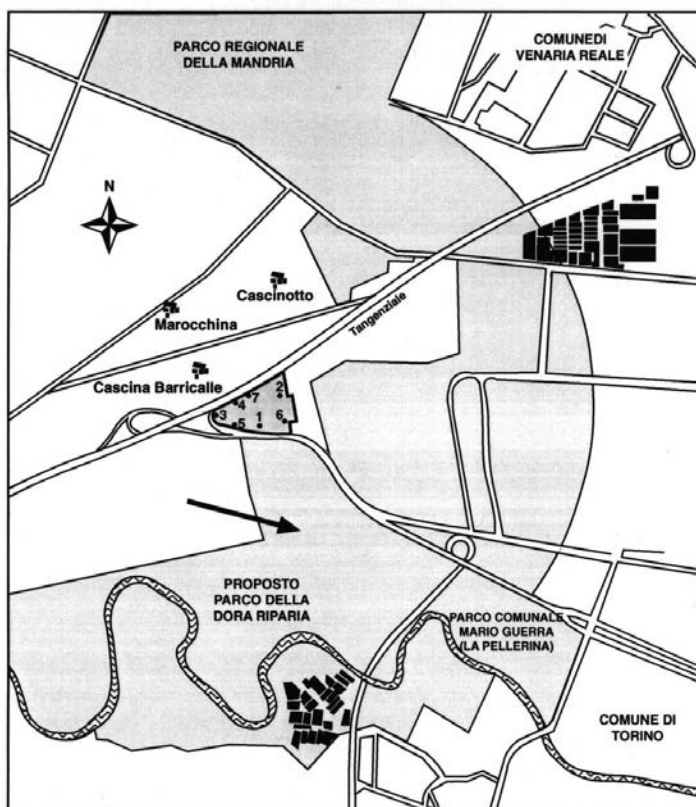 PARCO REGIONALE
DELLA MANDRIA
COMUNEDI
VENARIA REALE
N
Cascinotto
Marocchina
Tangenziale
Cascina Barricalle
2
7
4
3
6
1
5
PROPOSTO
PARCO DELLA
DORA RIPARIA
PARCO COMUNALE
MARIO GUERRA
(LA PELLERINA)
COMUNE DI
TORINO